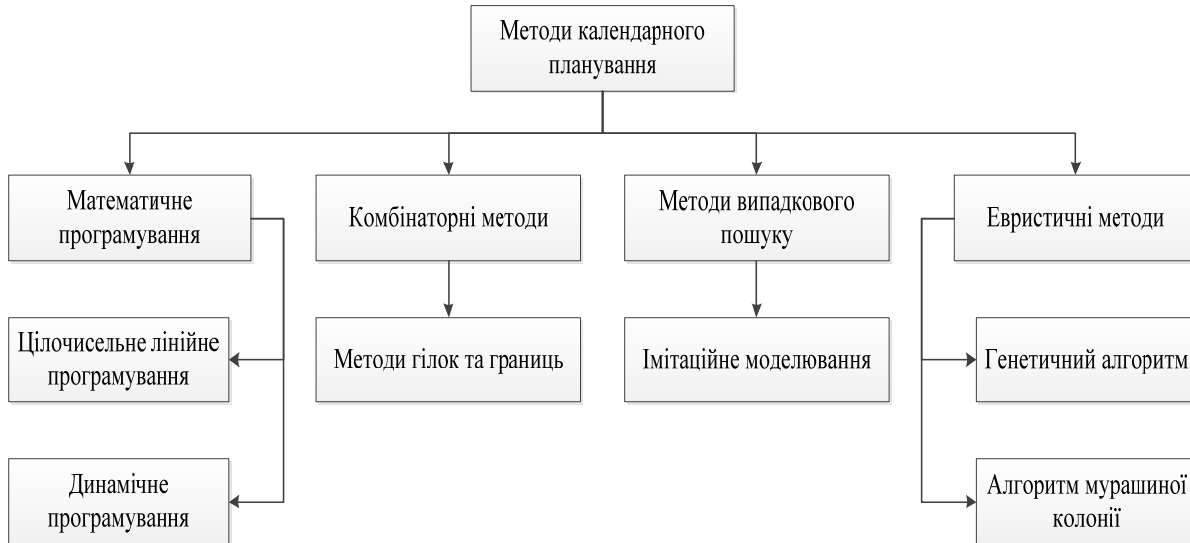 Методи календарного
планування
Математичне
програмування
Комбінаторні методи
Методи випадкового
пошуку
Евристичні методи
Цілочисельне лінійне
програмування
Методи гілок та границь
Імітаційне моделювання
Генетичний алгоритм
Динамічне
програмування
Алгоритм мурашиної
колонії